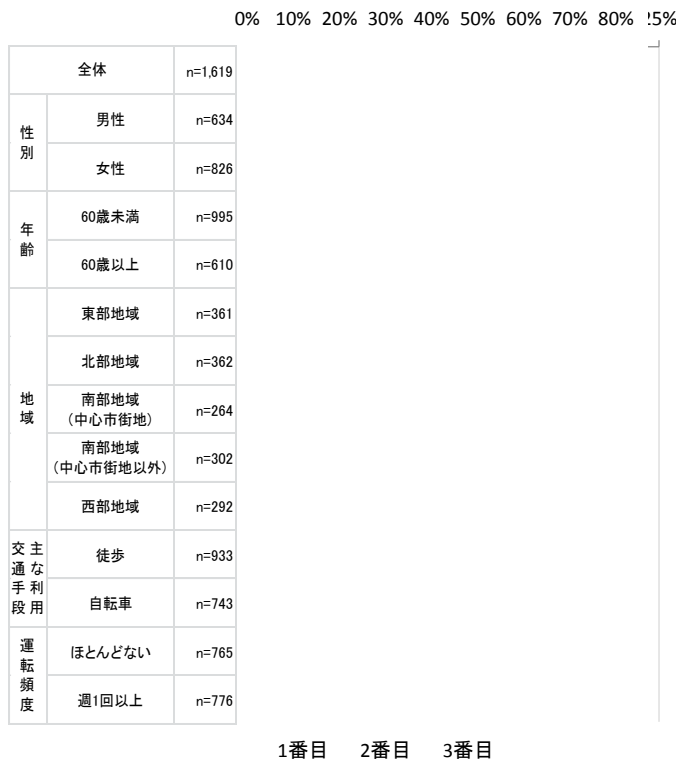 0% 10% 20% 30% 40% 50% 60% 70% 80% 25%
全体 n=1,619
性別
男性 n=634
女性 n=826
年齢
60歳未満 n=995
60歳以上 n=610
地域
東部地域 n=361
北部地域 n=362
南部地域
(中心市街地) n=264
南部地域
(中心市街地以外) n=302
西部地域 n=292
主な利用交通手段
徒歩 n=933
自転車 n=743
運転頻度
ほとんどない n=765
週1回以上 n=776
1番目 2番目 3番目